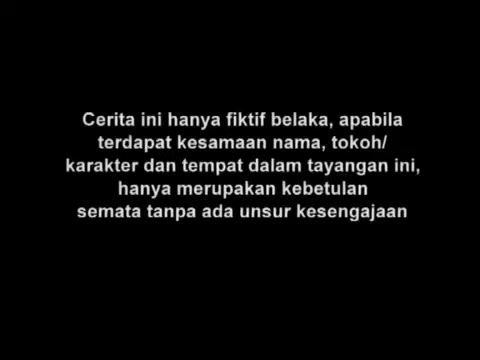 Cerita ini hanya fiktif belaka, apabila
terdapat kesamaan nama, tokoh/
karakter dan tempat dalam tayangan ini,
hanya merupakan kebetulan
semata tanpa ada unsur kesengajaan